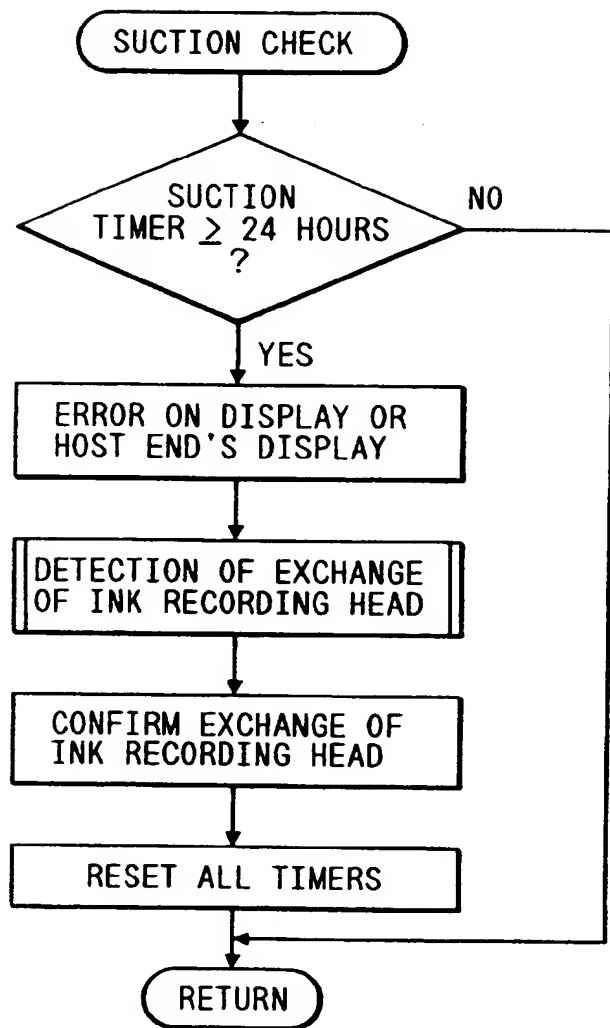 SUCTION CHECK
SUCTION
TIMER ≥ 24 HOURS
?
NO
YES
ERROR ON DISPLAY OR
HOST END'S DISPLAY
DETECTION OF EXCHANGE
OF INK RECORDING HEAD
CONFIRM EXCHANGE OF
INK RECORDING HEAD
RESET ALL TIMERS
RETURN